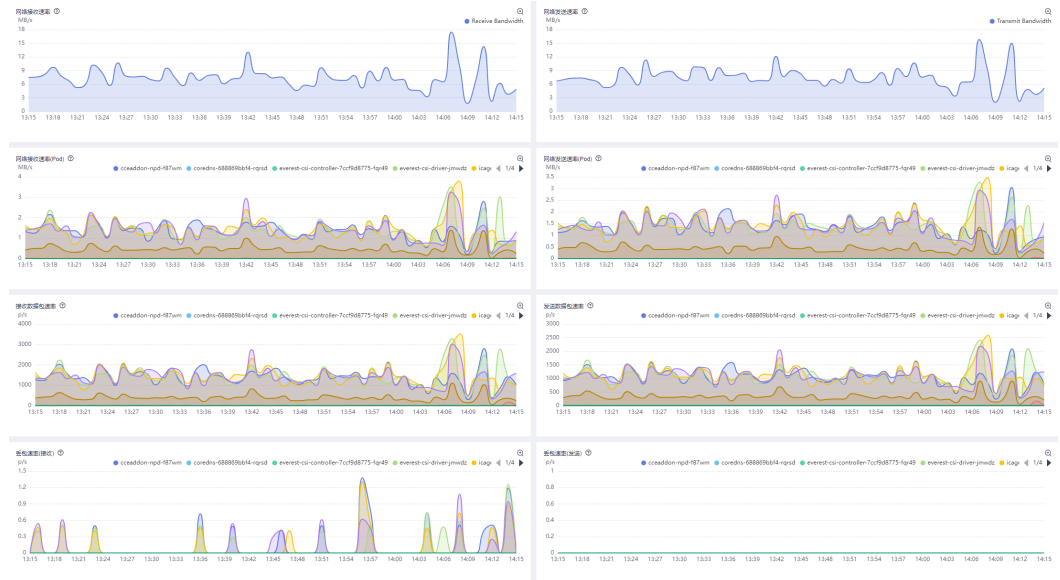 网络接收速率
MB/s
Receive Bandwidth
18
15
12
9
6
3
0
13:15 13:18 13:21 13:24 13:27 13:30 13:33 13:36 13:39 13:42 13:45 13:48 13:51 13:54 13:57 14:00 14:03 14:06 14:09 14:12 14:15
网络发送速率
MB/s
Transmit Bandwidth
18
15
12
9
6
3
0
13:15 13:18 13:21 13:24 13:27 13:30 13:33 13:36 13:39 13:42 13:45 13:48 13:51 13:54 13:57 14:00 14:03 14:06 14:09 14:12 14:15
网络接收速率(Pod)
MB/s
cceaddon-npd-f87wm coredns-688869bbf4-rqrsd everest-csi-controller-7ccf9d8775-fqr49 everest-csi-driver-jmwdz icag 1/4
4
3
2
1
0
13:15 13:18 13:21 13:24 13:27 13:30 13:33 13:36 13:39 13:42 13:45 13:48 13:51 13:54 13:57 14:00 14:03 14:06 14:09 14:12 14:15
网络发送速率(Pod)
MB/s
cceaddon-npd-f87wm coredns-688869bbf4-rqrsd everest-csi-controller-7ccf9d8775-fqr49 everest-csi-driver-jmwdz icag 1/4
3.5
3
2.5
2
1.5
1
0.5
0
13:15 13:18 13:21 13:24 13:27 13:30 13:33 13:36 13:39 13:42 13:45 13:48 13:51 13:54 13:57 14:00 14:03 14:06 14:09 14:12 14:15
接收数据包速率
p/s
cceaddon-npd-f87wm coredns-688869bbf4-rqrsd everest-csi-controller-7ccf9d8775-fqr49 everest-csi-driver-jmwdz icag 1/4
4000
3000
2000
1000
0
13:15 13:18 13:21 13:24 13:27 13:30 13:33 13:36 13:39 13:42 13:45 13:48 13:51 13:54 13:57 14:00 14:03 14:06 14:09 14:12 14:15
发送数据包速率
p/s
cceaddon-npd-f87wm coredns-688869bbf4-rqrsd everest-csi-controller-7ccf9d8775-fqr49 everest-csi-driver-jmwdz icag 1/4
3000
2500
2000
1500
1000
500
0
13:15 13:18 13:21 13:24 13:27 13:30 13:33 13:36 13:39 13:42 13:45 13:48 13:51 13:54 13:57 14:00 14:03 14:06 14:09 14:12 14:15
丢包速率(接收)
p/s
cceaddon-npd-f87wm coredns-688869bbf4-rqrsd everest-csi-controller-7ccf9d8775-fqr49 everest-csi-driver-jmwdz icag 1/4
1.5
1.2
0.9
0.6
0.3
0
13:15 13:18 13:21 13:24 13:27 13:30 13:33 13:36 13:39 13:42 13:45 13:48 13:51 13:54 13:57 14:00 14:03 14:06 14:09 14:12 14:15
丢包速率(发送)
p/s
cceaddon-npd-f87wm coredns-688869bbf4-rqrsd everest-csi-controller-7ccf9d8775-fqr49 everest-csi-driver-jmwdz icag 1/4
1
0.8
0.6
0.4
0.2
0
13:15 13:18 13:21 13:24 13:27 13:30 13:33 13:36 13:39 13:42 13:45 13:48 13:51 13:54 13:57 14:00 14:03 14:06 14:09 14:12 14:15